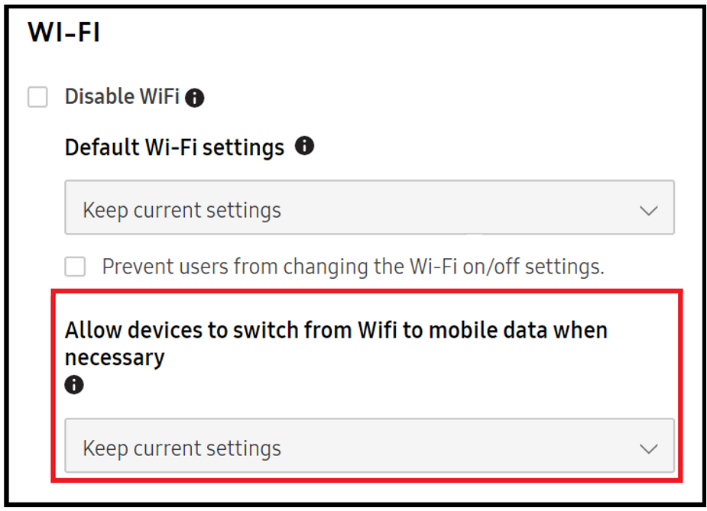 WI-FI
Disable WiFi
Default Wi-Fi settings
Keep current settings
Prevent users from changing the Wi-Fi on/off settings.
Allow devices to switch from Wifi to mobile data when
necessary
Keep current settings